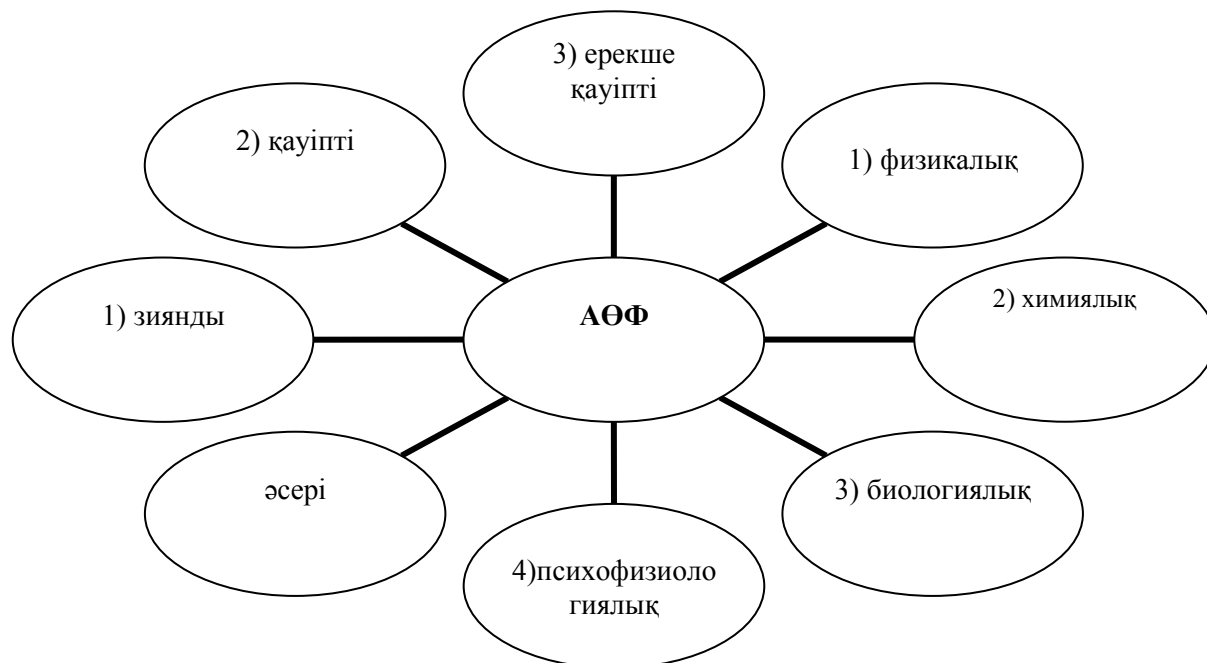 3) ерекше
қауіпті
2) қауіпті
1) физикалық
1) зиянды
АӨФ
2) химиялық
әсері
3) биологиялық
4)психофизиоло
гиялық